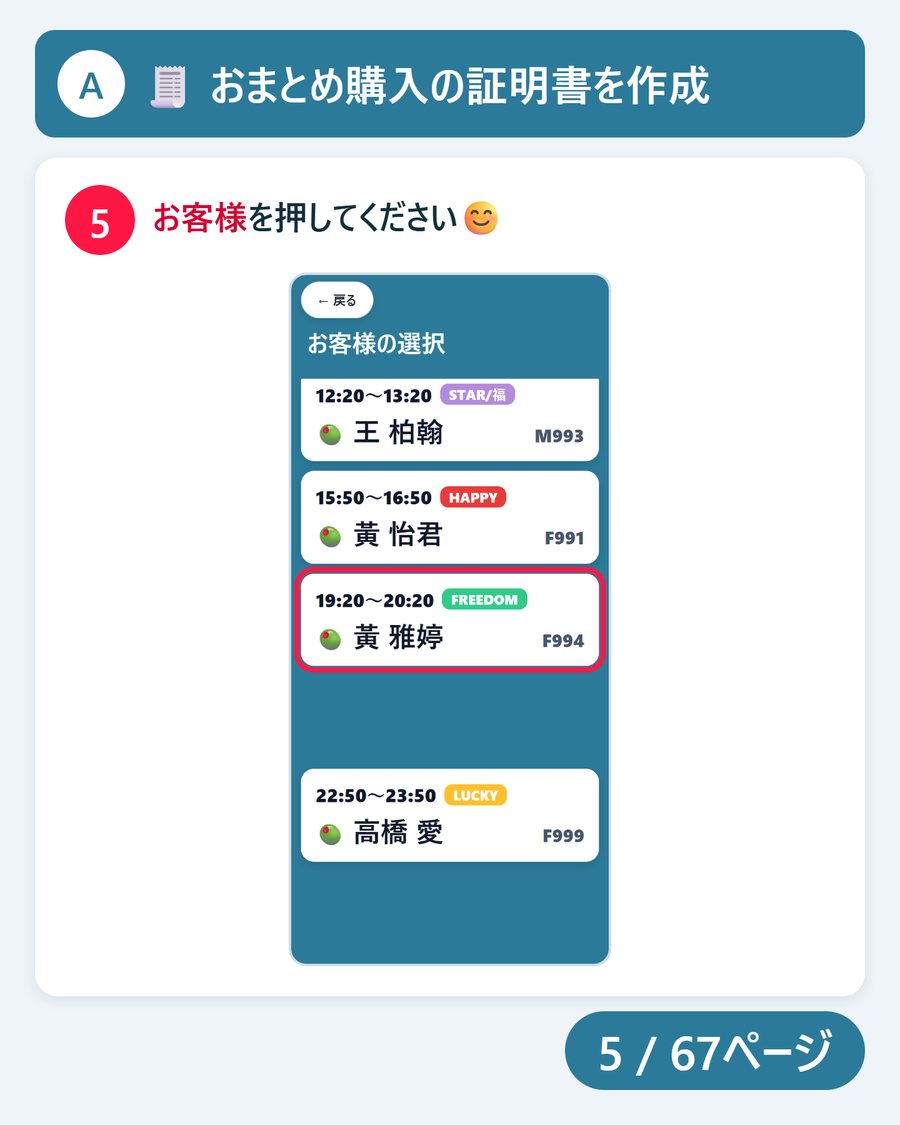 A おまとめ購入の証明書を作成
5 お客様を押してください
← 戻る
お客様の選択
12:20～13:20 STAR/福
王 柏翰 M993
15:50～16:50 HAPPY
黃 怡君 F991
19:20～20:20 FREEDOM
黃 雅婷 F994
22:50～23:50 LUCKY
高橋 愛 F999
5 / 67ページ